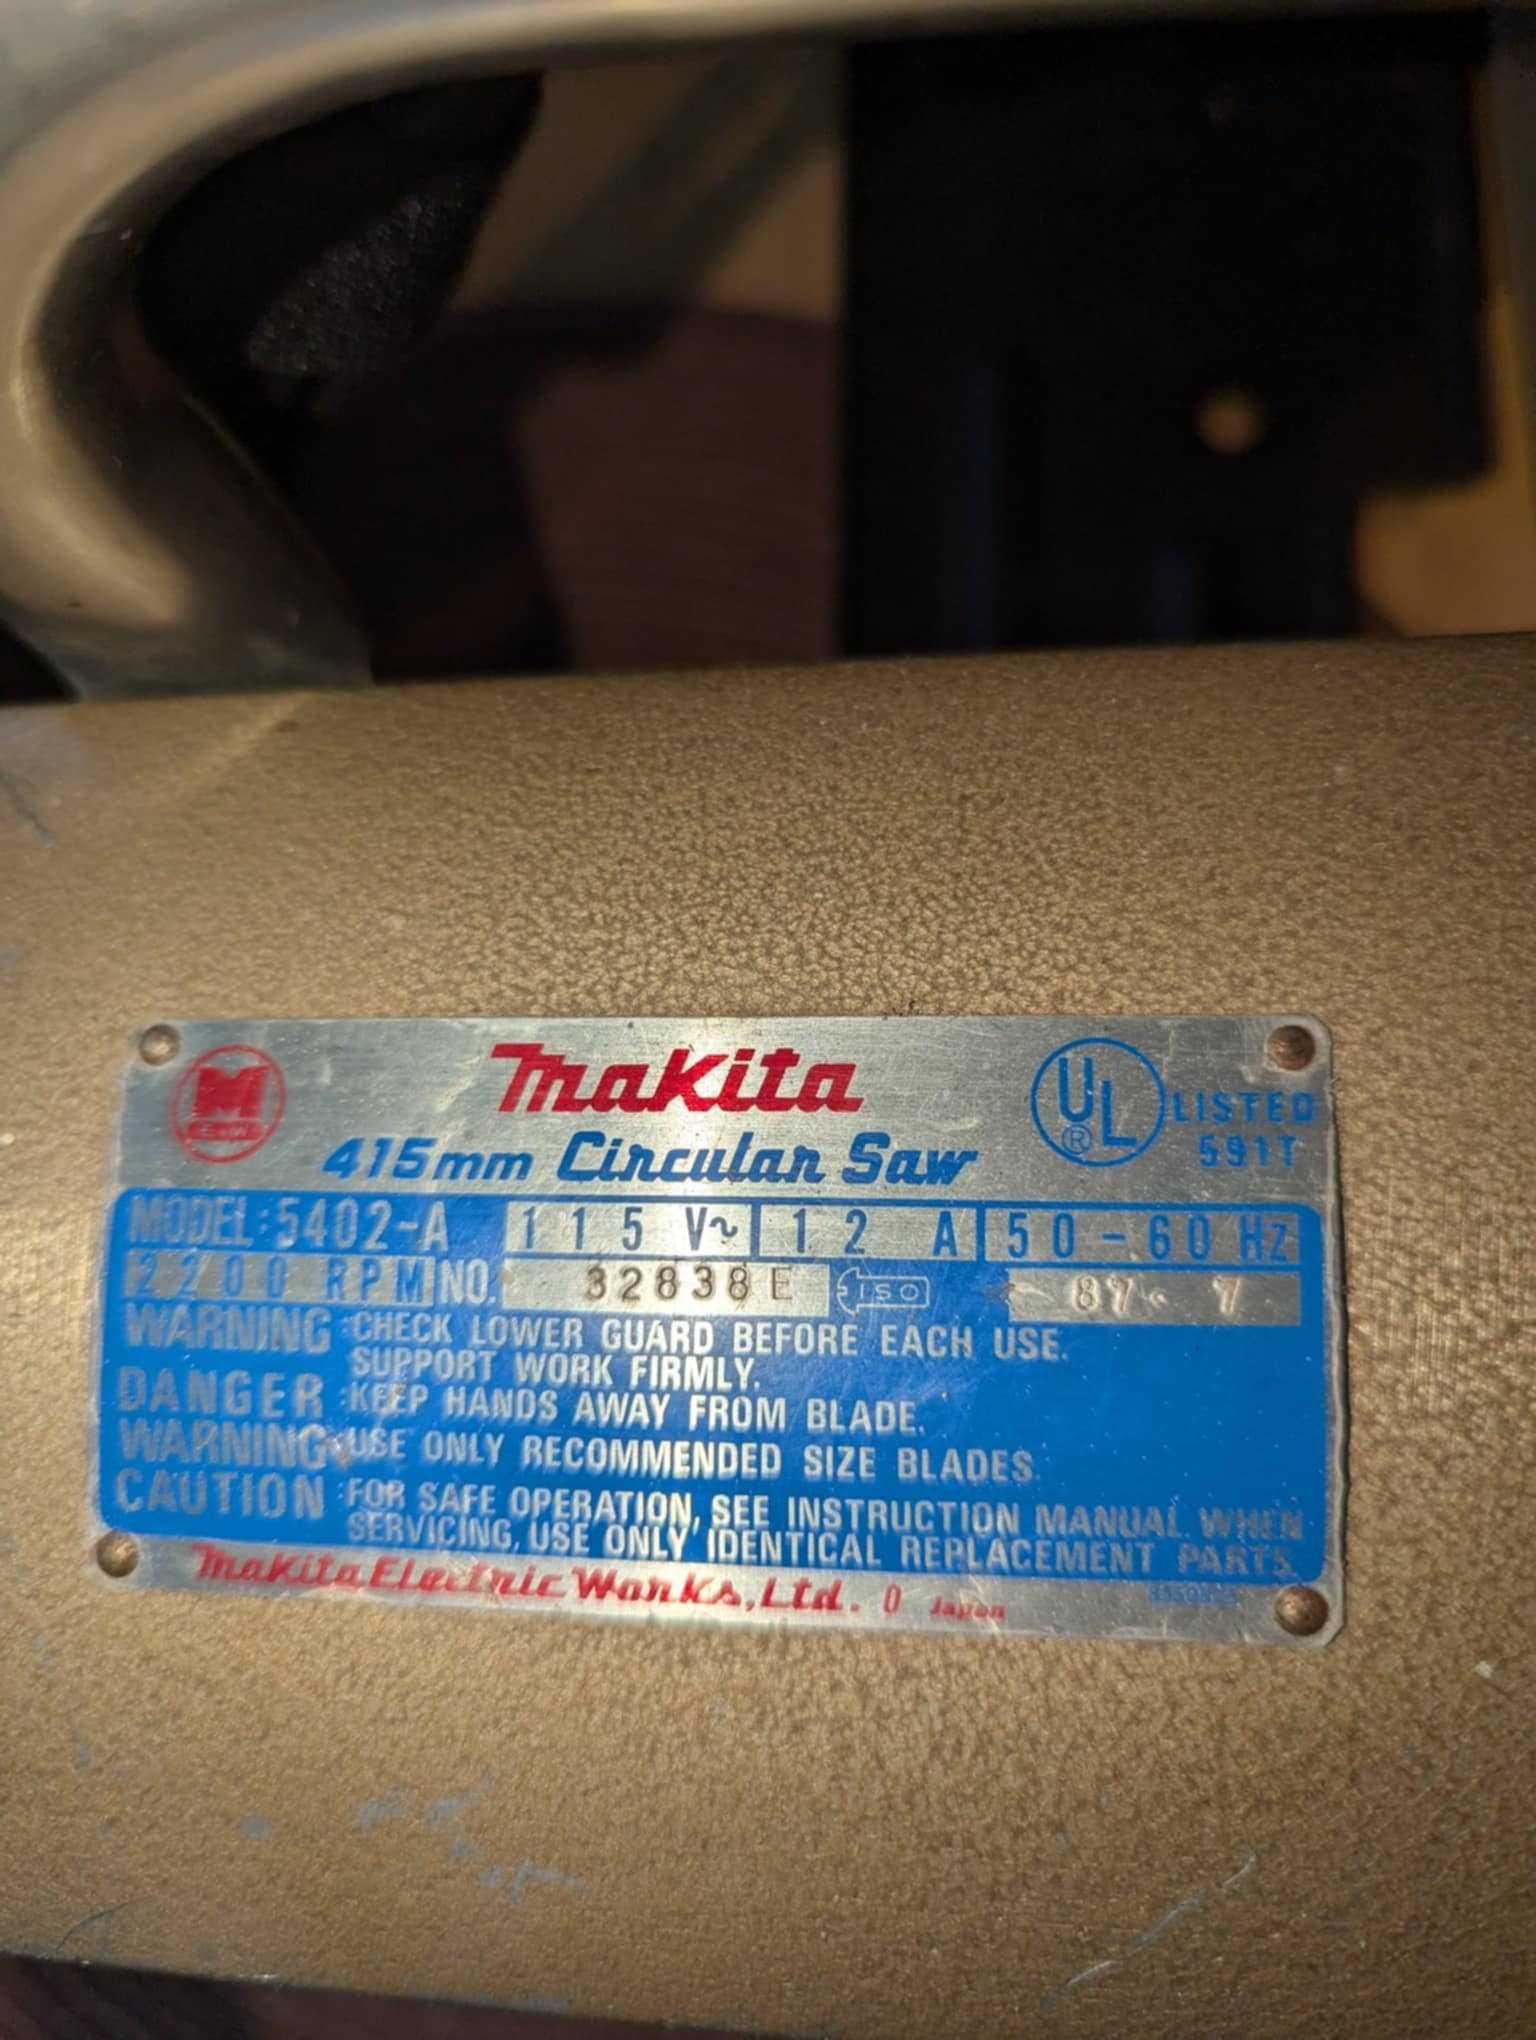 Makita
UL ® LISTED
591T
415mm Circular Saw
MODEL:5402-A 115 V~ 12 A 50-60 Hz
2200 RPM NO. 32838E ISO 87. 7
WARNING :CHECK LOWER GUARD BEFORE EACH USE.
SUPPORT WORK FIRMLY.
DANGER :KEEP HANDS AWAY FROM BLADE.
WARNING :USE ONLY RECOMMENDED SIZE BLADES.
CAUTION :FOR SAFE OPERATION, SEE INSTRUCTION MANUAL. WHEN
SERVICING, USE ONLY IDENTICAL REPLACEMENT PARTS.
Makita Electric Works, Ltd. 0 Japan